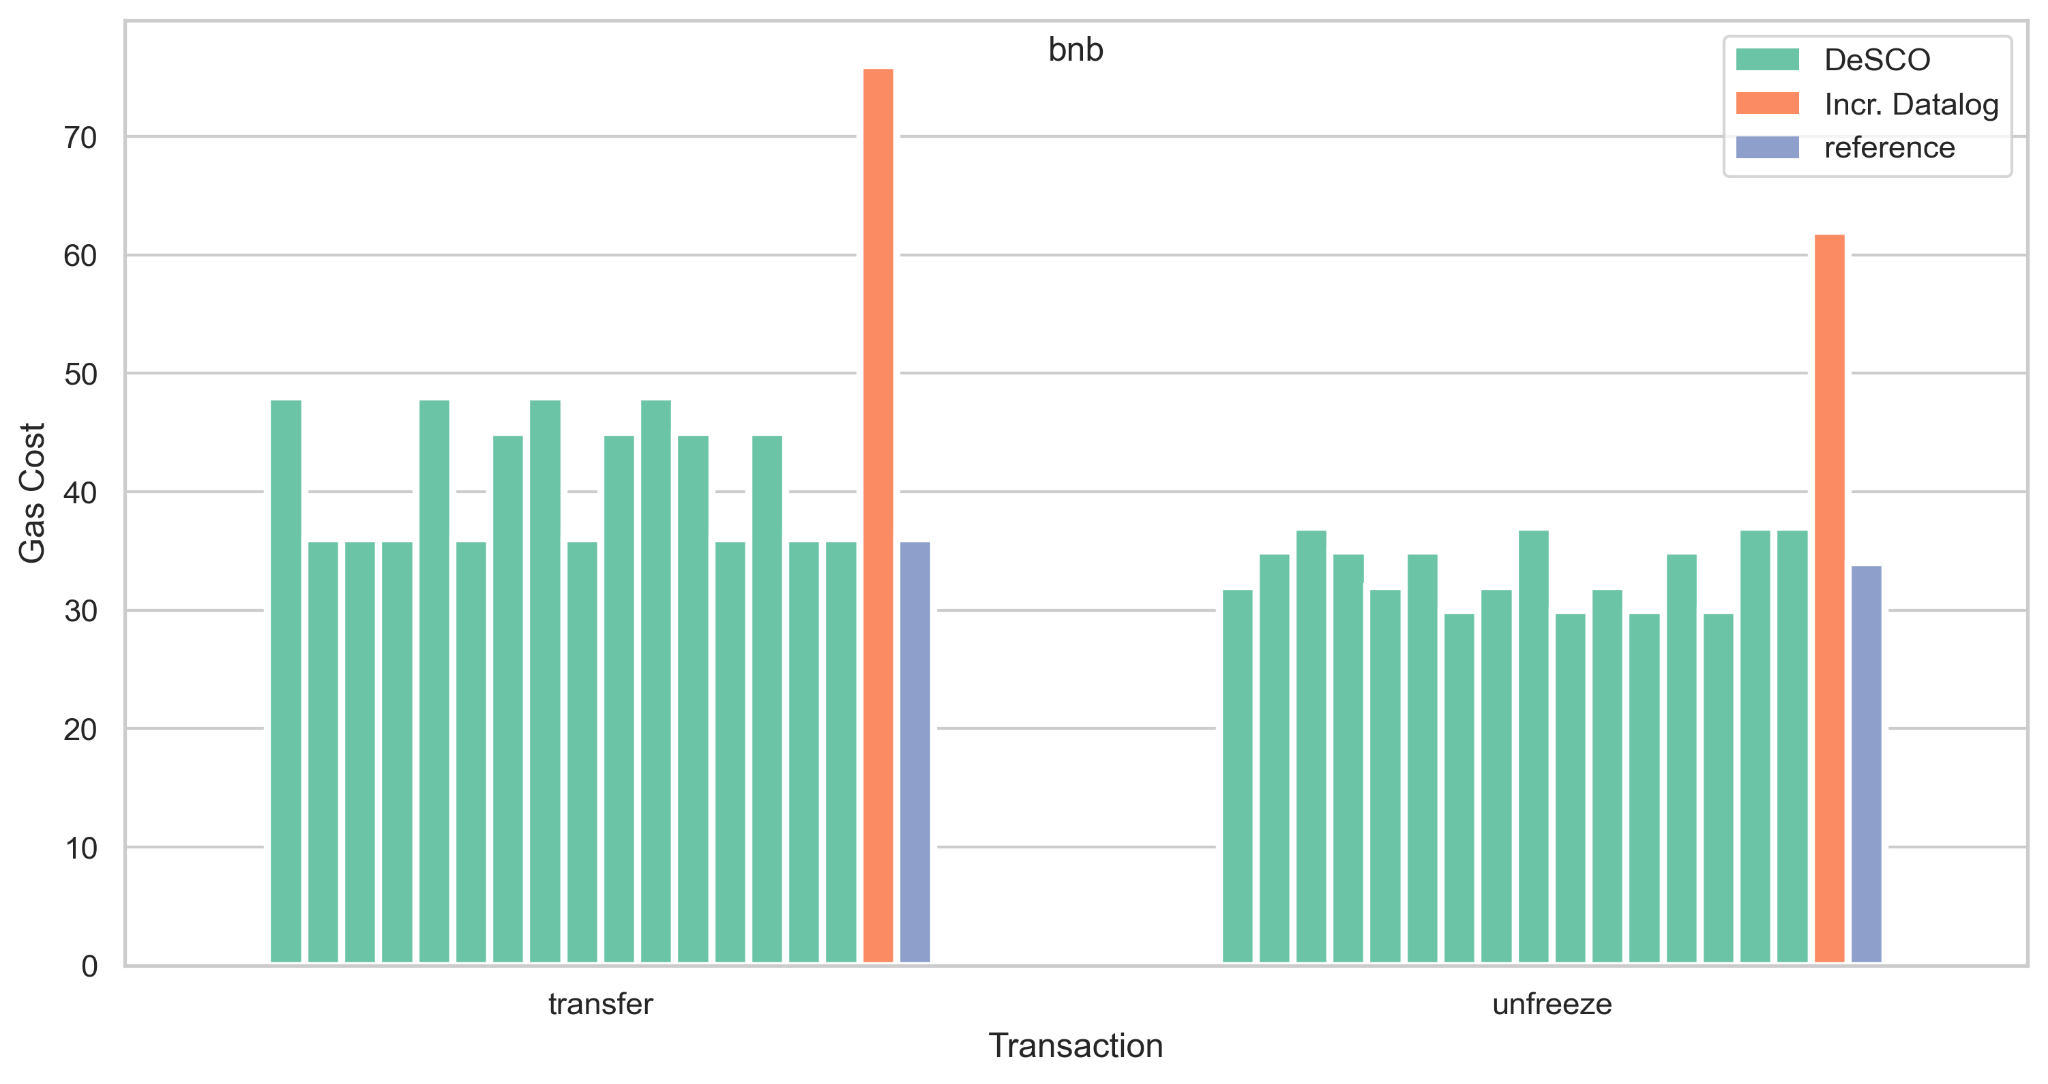 bnb
DeSCO
Incr. Datalog
reference
Gas Cost
70
60
50
40
30
20
10
0
transfer
unfreeze
Transaction